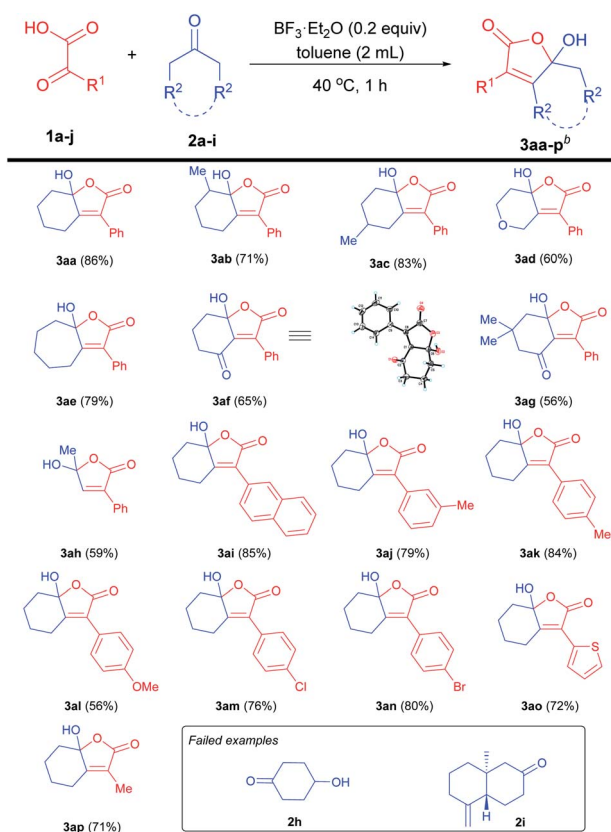 HO
O
O
R¹
1a-j
+
O
R²
R²
2a-i
BF₃·Et₂O (0.2 equiv)
toluene (2 mL)
40 °C, 1 h
O
O
OH
R¹
R²
R²
3aa-pᵇ
HO
O
O
Ph
3aa (86%)
Me
HO
O
O
Ph
3ab (71%)
HO
O
O
Me
Ph
3ac (83%)
HO
O
O
O
Ph
3ad (60%)
HO
O
O
Ph
3ae (79%)
HO
O
O
O
Ph
3af (65%)
HO
O
O
Me
Me
O
Ph
3ag (56%)
Me
HO
O
O
Ph
3ah (59%)
HO
O
O
3ai (85%)
HO
O
O
Me
3aj (79%)
HO
O
O
Me
3ak (84%)
HO
O
O
OMe
3al (56%)
HO
O
O
Cl
3am (76%)
HO
O
O
Br
3an (80%)
HO
O
O
S
3ao (72%)
HO
O
O
Me
3ap (71%)
Failed examples
O
OH
2h
O
H
2i